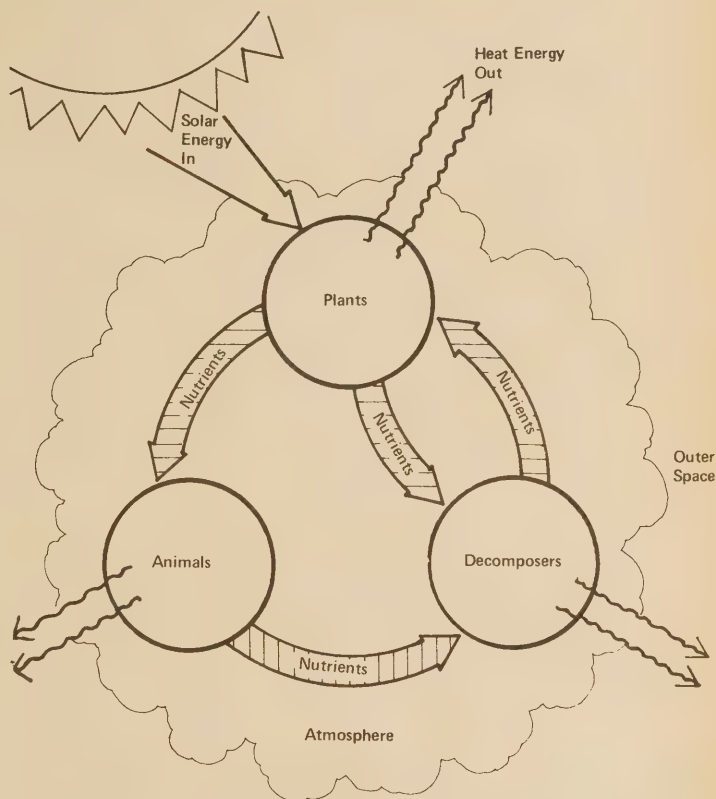 Heat Energy
Out
Solar
Energy
In
Plants
Nutrients
Nutrients
Nutrients
Outer
Space
Animals
Decomposers
Nutrients
Atmosphere